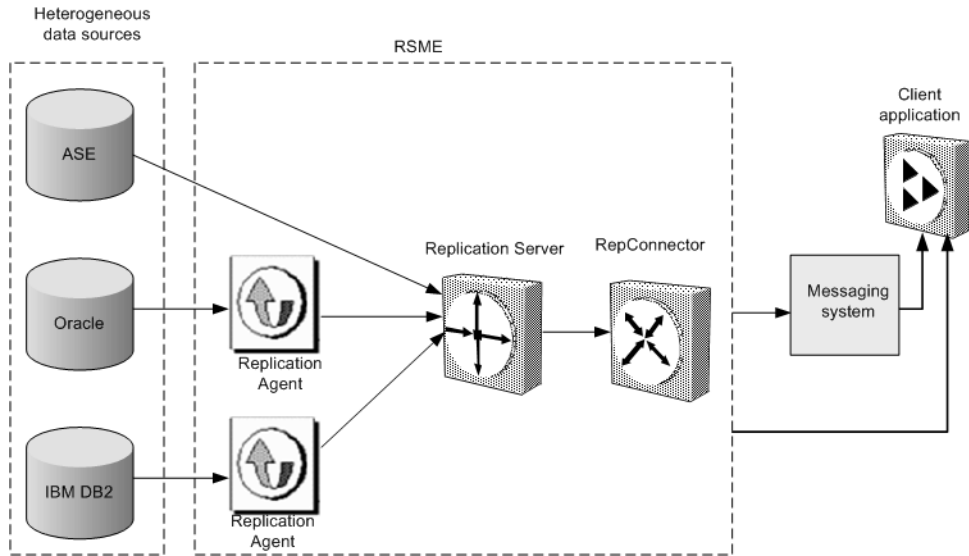 Heterogeneous
data sources
RSME
Client
application
ASE
Replication Server
RepConnector
Messaging
system
Oracle
Replication
Agent
IBM DB2
Replication
Agent